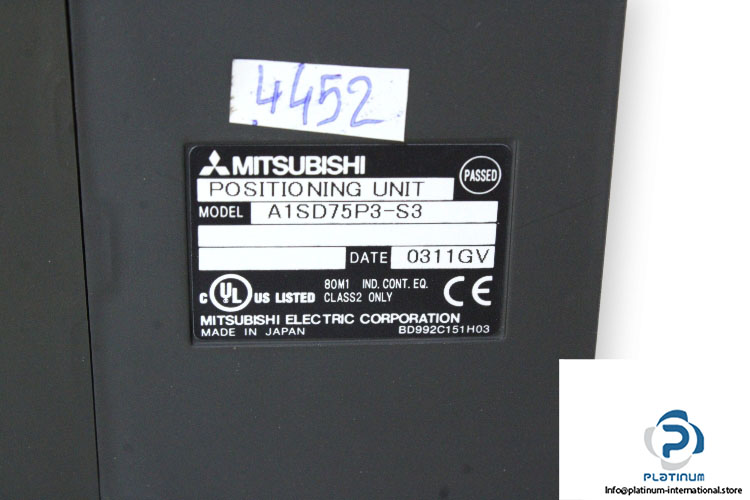 4452
MITSUBISHI
PASSED
POSITIONING UNIT
MODEL A1SD75P3-S3
DATE 0311GV
C UL US LISTED 80M1 IND. CONT. EQ.
CLASS2 ONLY CE
MITSUBISHI ELECTRIC CORPORATION
MADE IN JAPAN BD992C151H03
PLATINUM
Info@platinum-international.store